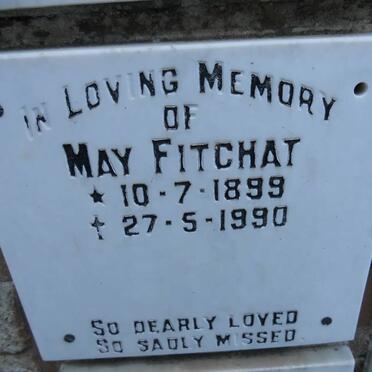 IN LOVING MEMORY
OF
MAY FITCHAT
* 10-7-1899
† 27-5-1990
SO DEARLY LOVED
SO SADLY MISSED